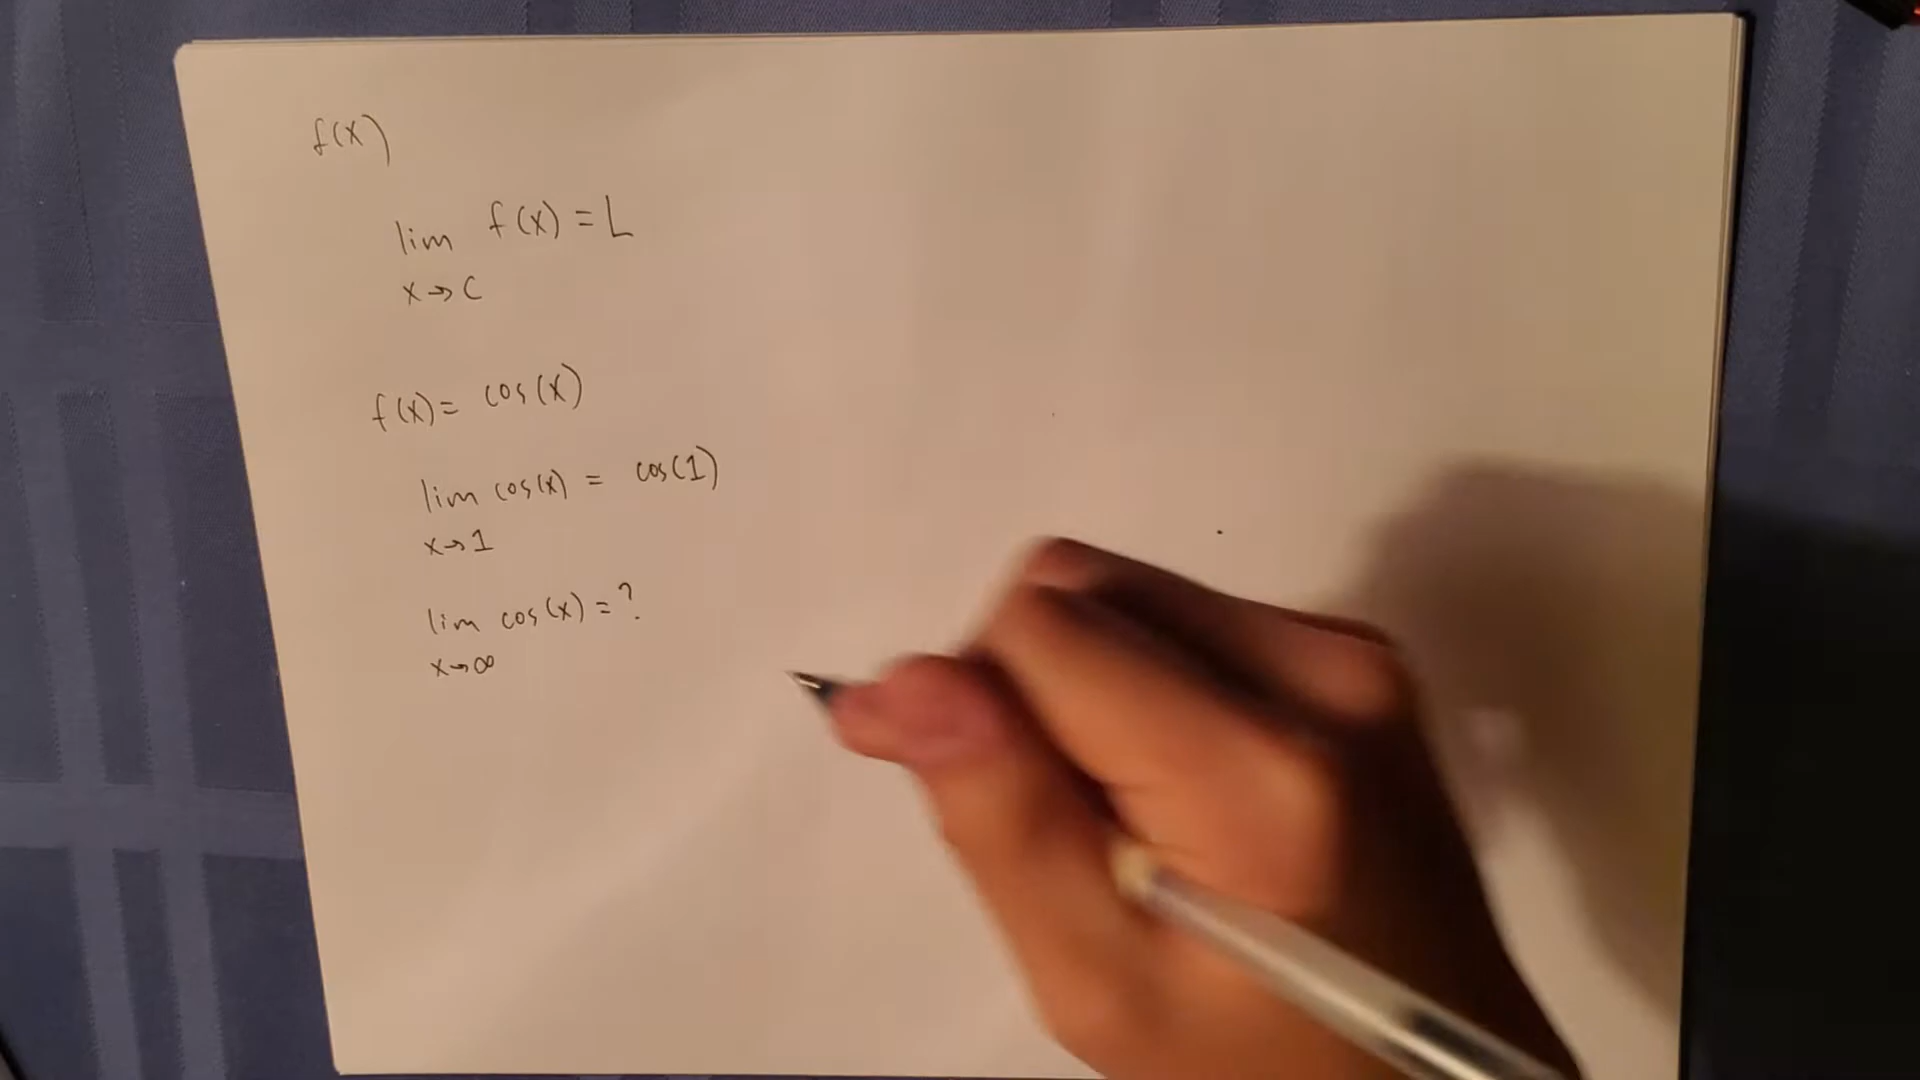 f(x)
lim f(x) = L
x→c
f(x) = cos(x)
lim cos(x) = cos(1)
x→1
lim cos(x) = ?
x→∞